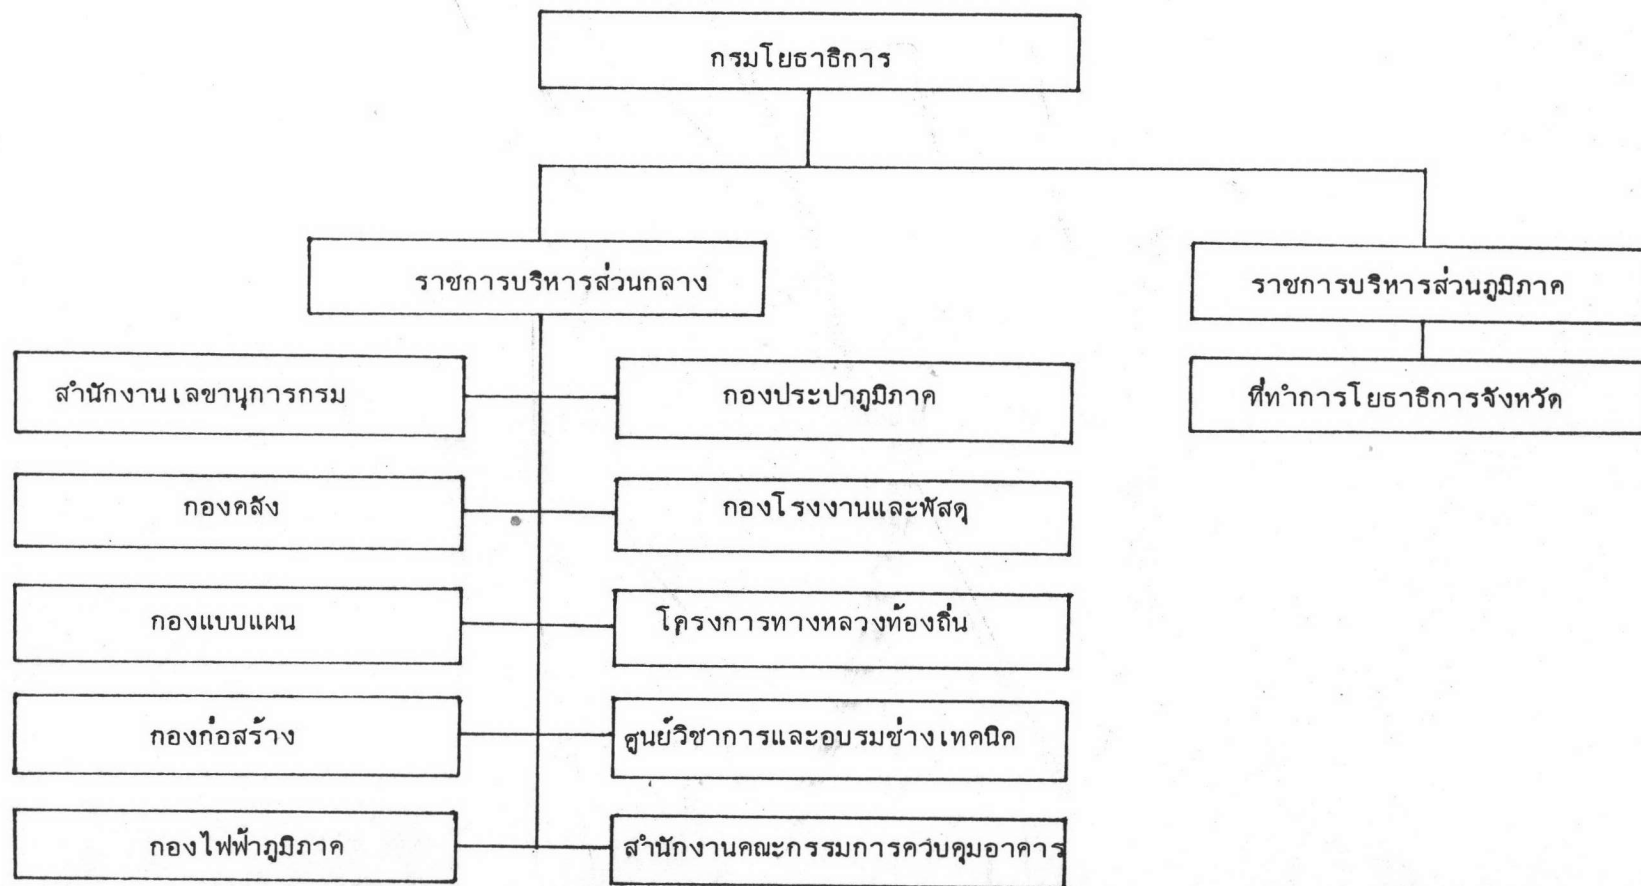 กรมโยธาธิการ
ราชการบริหารส่วนกลาง
ราชการบริหารส่วนภูมิภาค
สำนักงานเลขานุการกรม
กองประปาภูมิภาค
ที่ทำการโยธาธิการจังหวัด
กองคลัง
กองโรงงานและพัสดุ
กองแบบแผน
โครงการทางหลวงท้องถิ่น
กองก่อสร้าง
ศูนย์วิชาการและอบรมช่างเทคนิค
กองไฟฟ้าภูมิภาค
สำนักงานคณะกรรมการควบคุมอาคาร